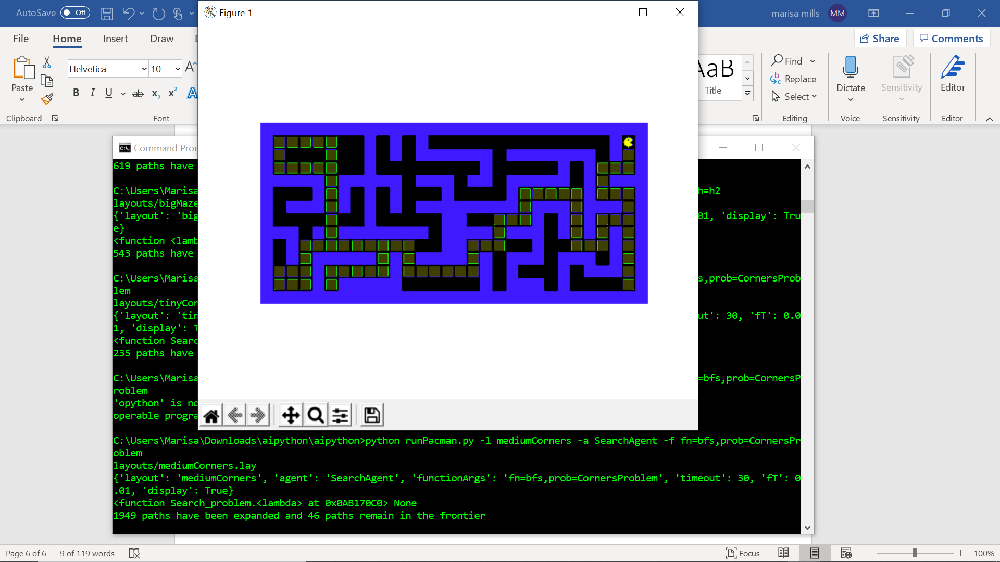 AutoSave Off
Figure 1
marisa mills MM
File Home Insert Draw
Share Comments
Paste
Clipboard
Helvetica 10
B I U ab x2 x2 A
Font
AaB
Title
Find
Replace
Select
Editing
Dictate
Voice
Sensitivity
Sensitivity
Editor
Editor
C:\. Command Pro
619 paths have
C:\Users\Marisa h=h2
layouts/bigMaze
{'layout': 'big 01, 'display': Tru
e}
<function <lamb
543 paths have
C:\Users\Marisa s,prob=CornersProb
lem
layouts/tinyCor
{'layout': 'tin ut': 30, 'fT': 0.0
1, 'display': T
<function Searc
235 paths have
C:\Users\Marisa =bfs,prob=CornersP
roblem
'opython' is no
operable progra
C:\Users\Marisa\Downloads\aipython\aipython>python runPacman.py -l mediumCorners -a SearchAgent -f fn=bfs,prob=CornersPr
oblem
layouts/mediumCorners.lay
{'layout': 'mediumCorners', 'agent': 'SearchAgent', 'functionArgs': 'fn=bfs,prob=CornersProblem', 'timeout': 30, 'fT': 0
.01, 'display': True}
<function Search_problem.<lambda> at 0x0AB170C0> None
1949 paths have been expanded and 46 paths remain in the frontier
Page 6 of 6 9 of 119 words Focus 100%